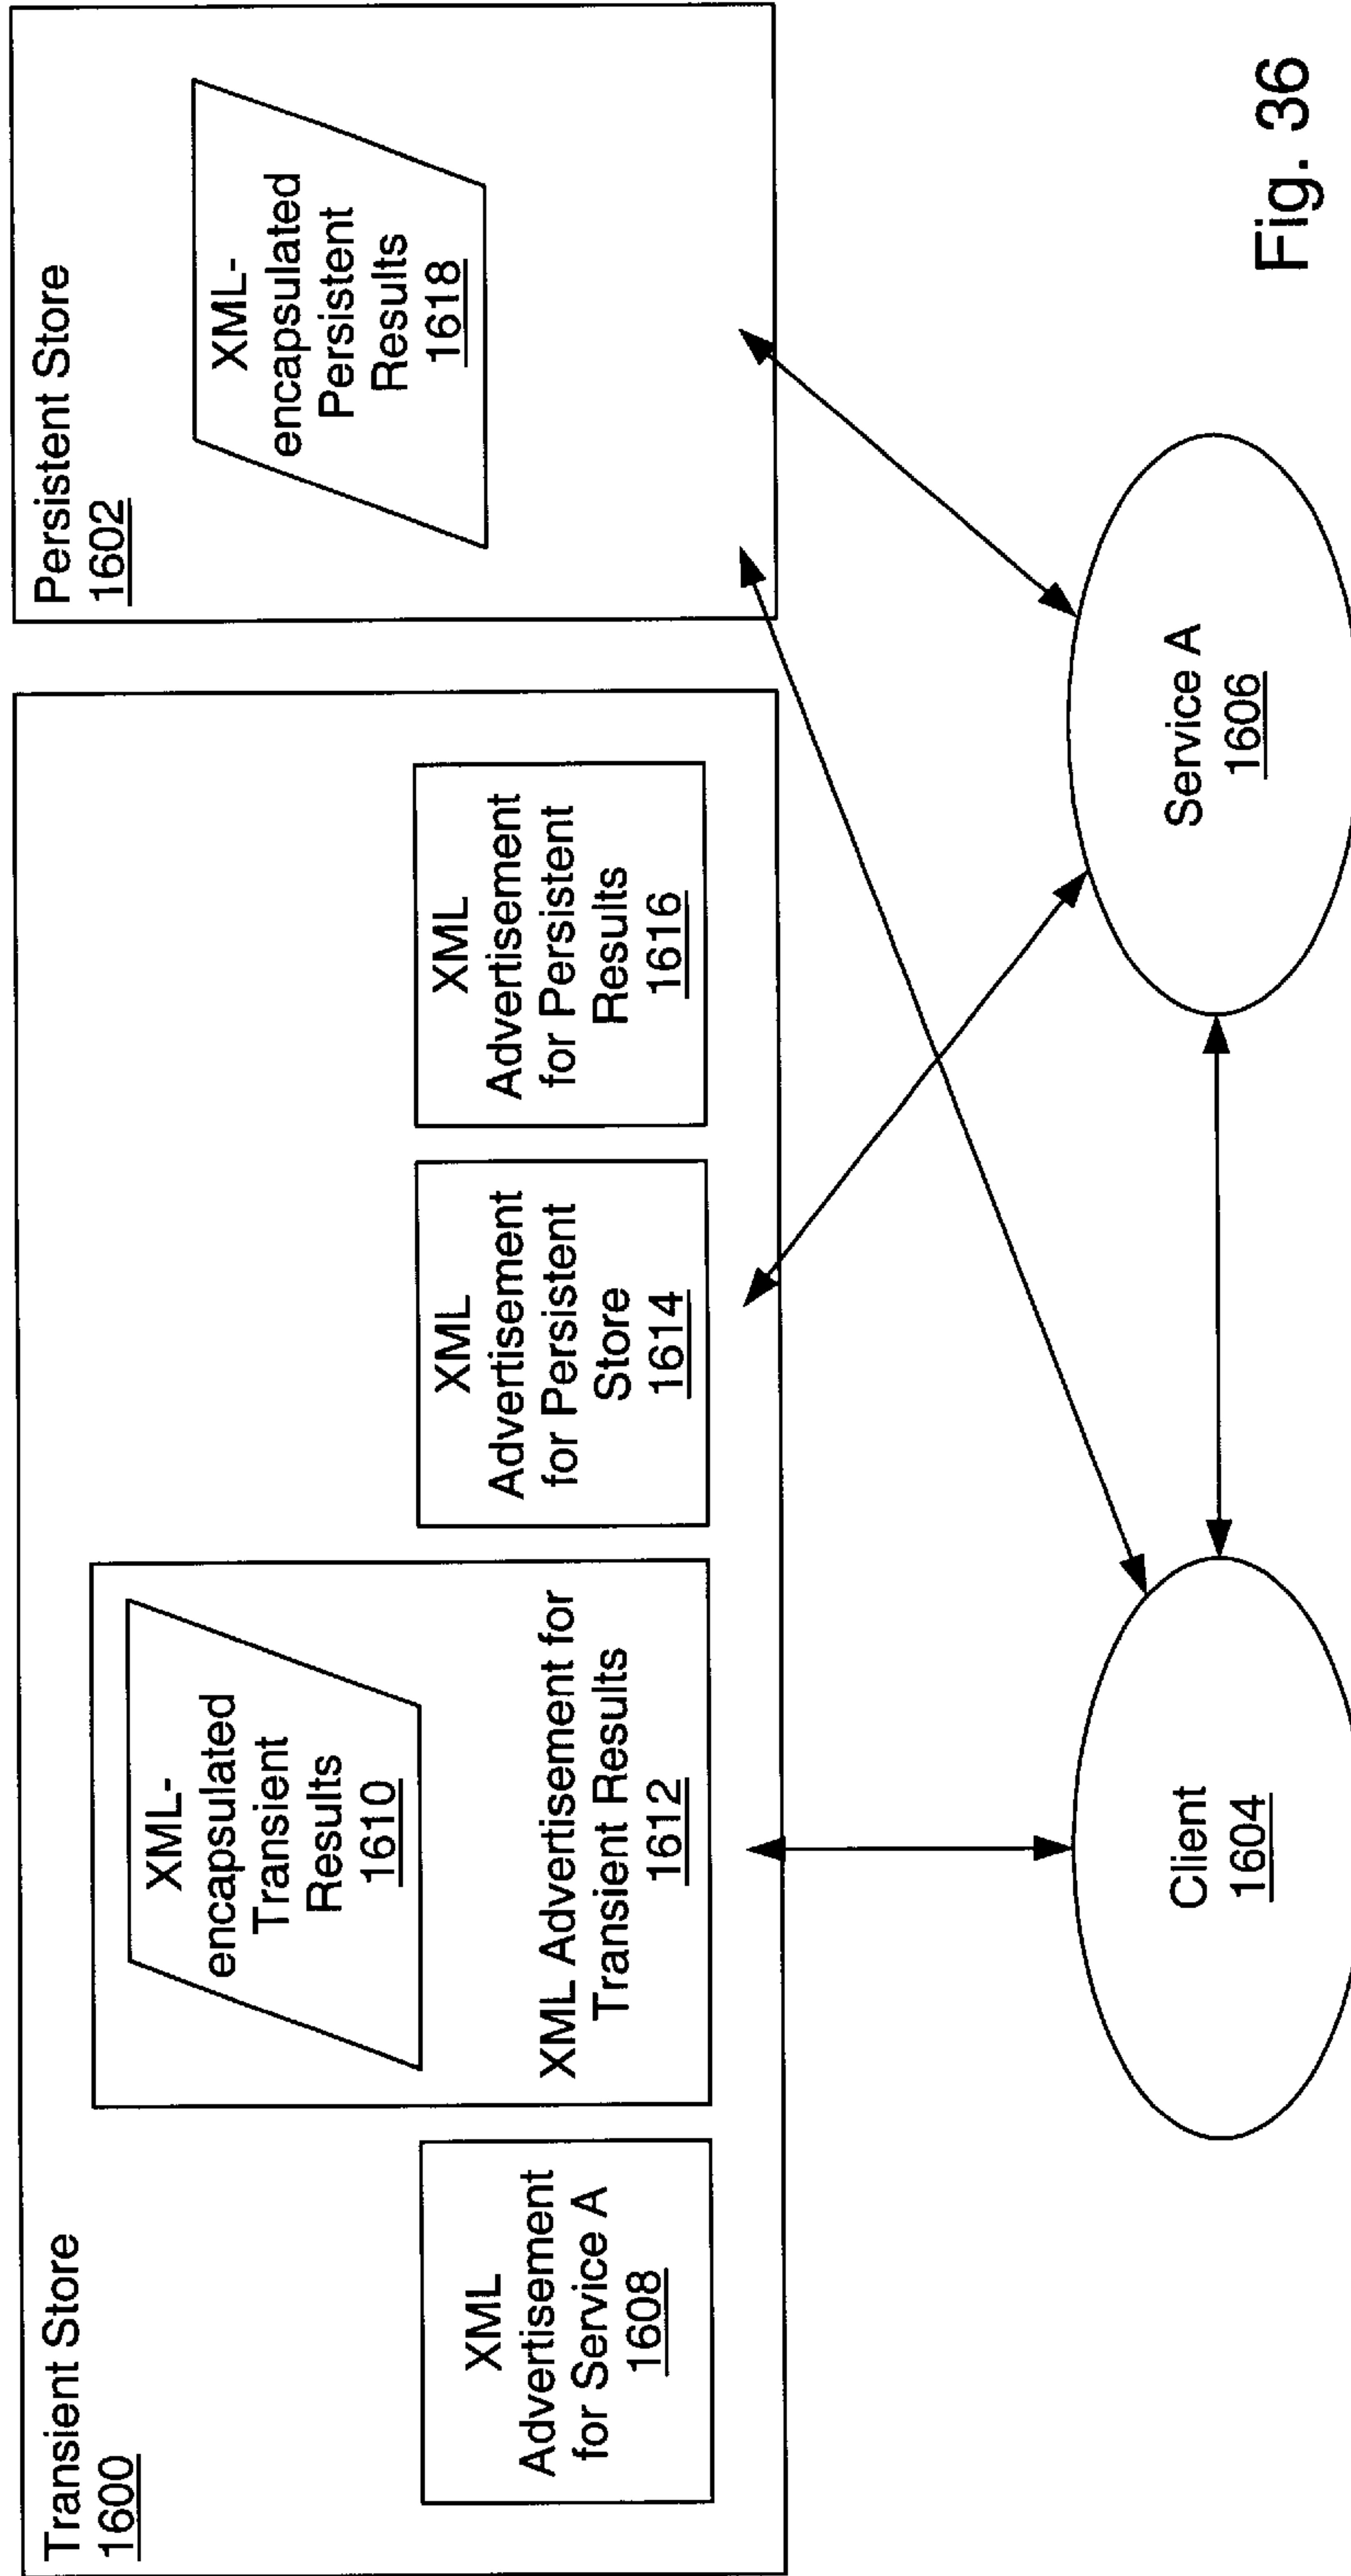 Transient Store
1600
XML
Advertisement
for Service A
1608
XML-
encapsulated
Transient
Results
1610
XML Advertisement for
Transient Results
1612
XML
Advertisement
for Persistent
Store
1614
XML
Advertisement
for Persistent
Results
1616
Persistent Store
1602
XML-
encapsulated
Persistent
Results
1618
Client
1604
Service A
1606
Fig. 36